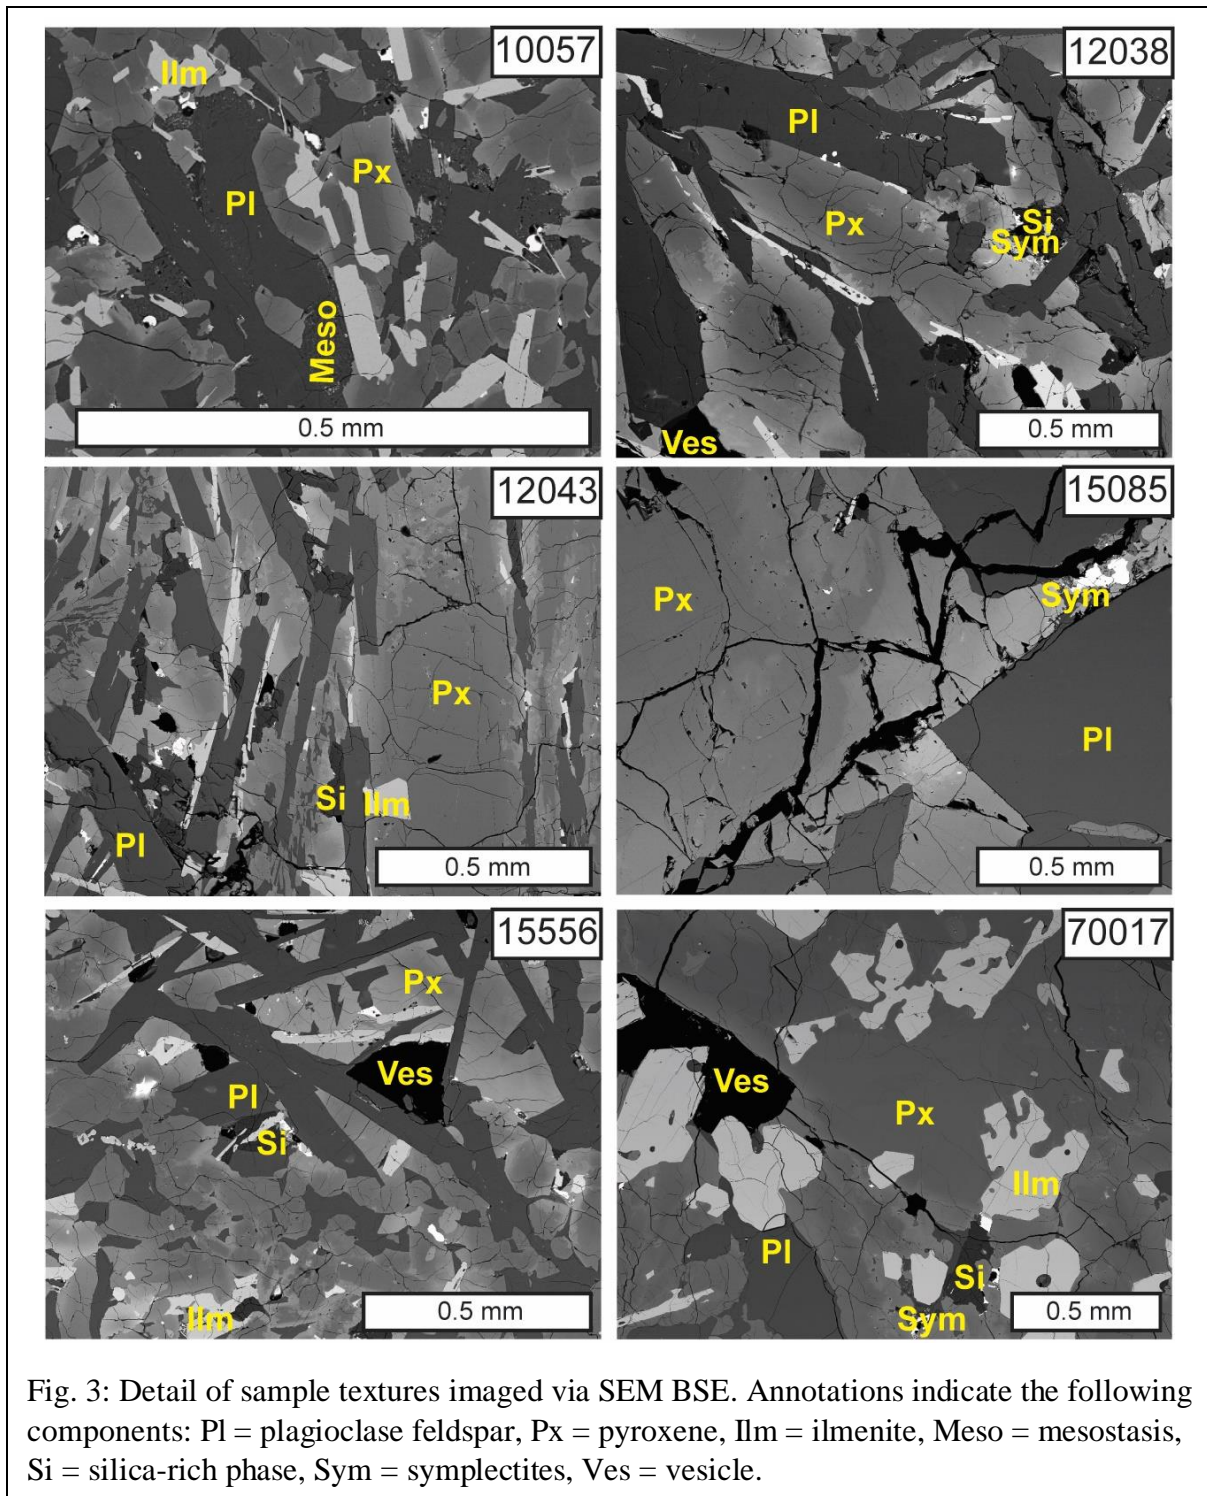 10057
Ilm
Px
Pl
Meso
0.5 mm
12038
Pl
Px
Si
Sym
Ves
0.5 mm
12043
Px
Si
Ilm
Pl
0.5 mm
15085
Px
Sym
Pl
0.5 mm
15556
Px
Ves
Pl
Si
Ilm
0.5 mm
70017
Ves
Px
Ilm
Pl
Si
Sym
0.5 mm
Fig. 3: Detail of sample textures imaged via SEM BSE. Annotations indicate the following
components: Pl = plagioclase feldspar, Px = pyroxene, Ilm = ilmenite, Meso = mesostasis,
Si = silica-rich phase, Sym = symplectites, Ves = vesicle.